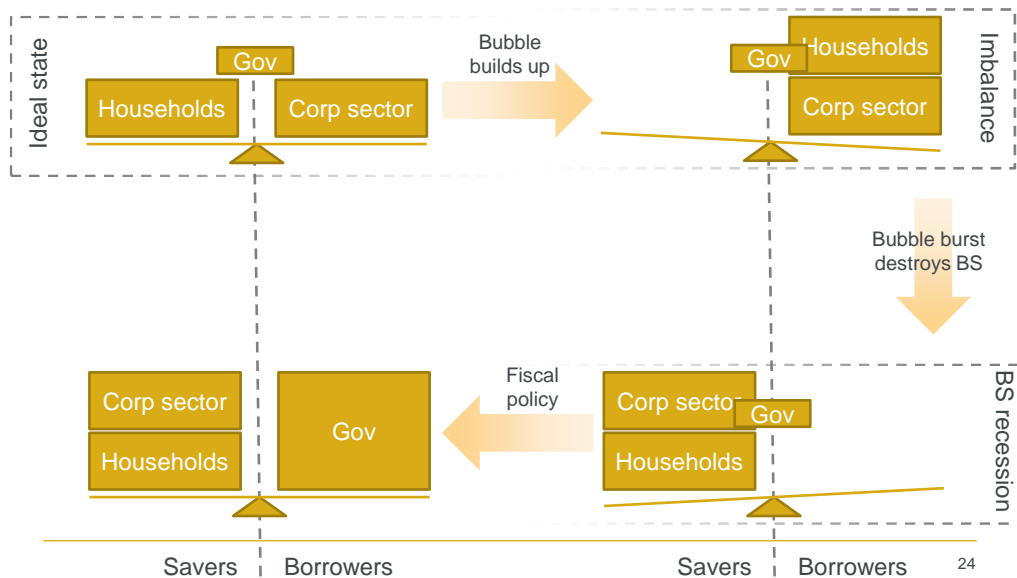 Ideal state
Gov
Households
Corp sector
Bubble
builds up
Households
Gov
Corp sector
Imbalance
Bubble burst
destroys BS
Corp sector
Households
Gov
Fiscal
policy
Corp sector
Gov
Households
BS recession
Savers
Borrowers
Savers
Borrowers
24